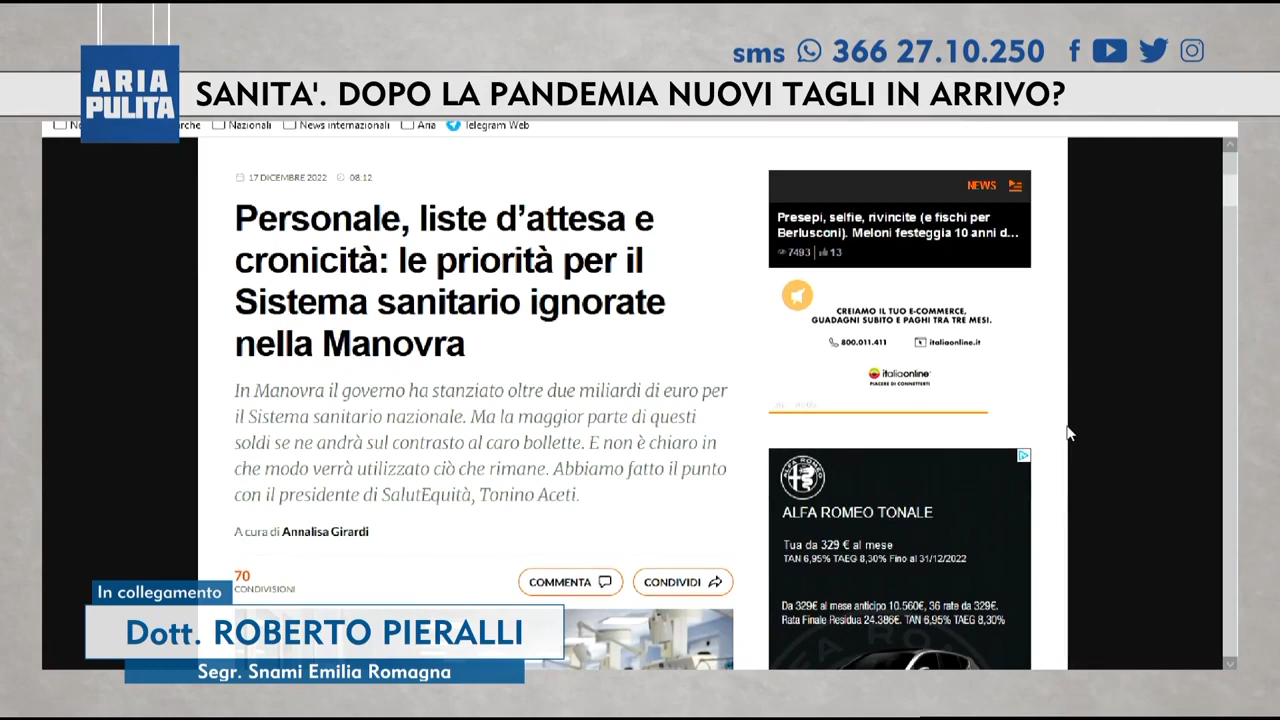 sms 366 27.10.250
ARIA
PULITA
SANITA'. DOPO LA PANDEMIA NUOVI TAGLI IN ARRIVO?
Nazionali News internazionali Aria Telegram Web
17 DICEMBRE 2022 08:12
Personale, liste d'attesa e
cronicità: le priorità per il
Sistema sanitario ignorate
nella Manovra
In Manovra il governo ha stanziato oltre due miliardi di euro per
il Sistema sanitario nazionale. Ma la maggior parte di questi
soldi se ne andrà sul contrasto al caro bollette. E non è chiaro in
che modo verrà utilizzato ciò che rimane. Abbiamo fatto il punto
con il presidente di SalutEquità, Tonino Aceti.
A cura di Annalisa Girardi
70
CONDIVISIONI
COMMENTA
CONDIVIDI
NEWS
Presepi, selfie, rivincite (e fischi per
Berlusconi). Meloni festeggia 10 anni d...
7493 13
CREIAMO IL TUO E-COMMERCE,
GUADAGNI SUBITO E PAGHI TRA TRE MESI.
800.011.411 italiaonline.it
italiaonline
PIACERE DI CONNETTERTI
ALFA ROMEO
ALFA ROMEO TONALE
Tua da 329 € al mese
TAN 6,95% TAEG 8,30% Fino al 31/12/2022
Da 329€ al mese anticipo 10.560€, 36 rate da 329€.
Rata Finale Residua 24.386€. TAN 6,95% TAEG 8,30%
In collegamento
Dott. ROBERTO PIERALLI
Segr. Snami Emilia Romagna